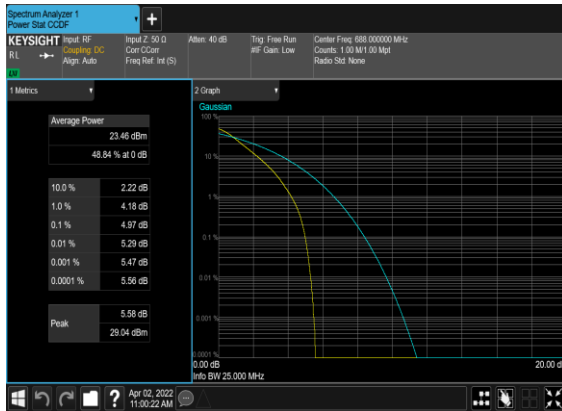 Spectrum Analyzer 1
Power Stat CCDF
+
KEYSIGHT
RL
LXI
Input: RF
Coupling: DC
Align: Auto
Input Z: 50 Ω
Corr CCorr
Freq Ref: Int (S)
Atten: 40 dB
Trig: Free Run
#IF Gain: Low
Center Freq: 688.000000 MHz
Counts: 1.00 M/1.00 Mpt
Radio Std: None
1 Metrics
Average Power
23.46 dBm
48.84 % at 0 dB
10.0 % 2.22 dB
1.0 % 4.18 dB
0.1 % 4.97 dB
0.01 % 5.29 dB
0.001 % 5.47 dB
0.0001 % 5.56 dB
Peak
5.58 dB
29.04 dBm
2 Graph
Gaussian
100 %
10 %
1 %
0.1 %
0.01 %
0.001 %
0.0001 %
0.00 dB
20.00 d
Info BW 25.000 MHz
?
Apr 02, 2022
11:00:22 AM